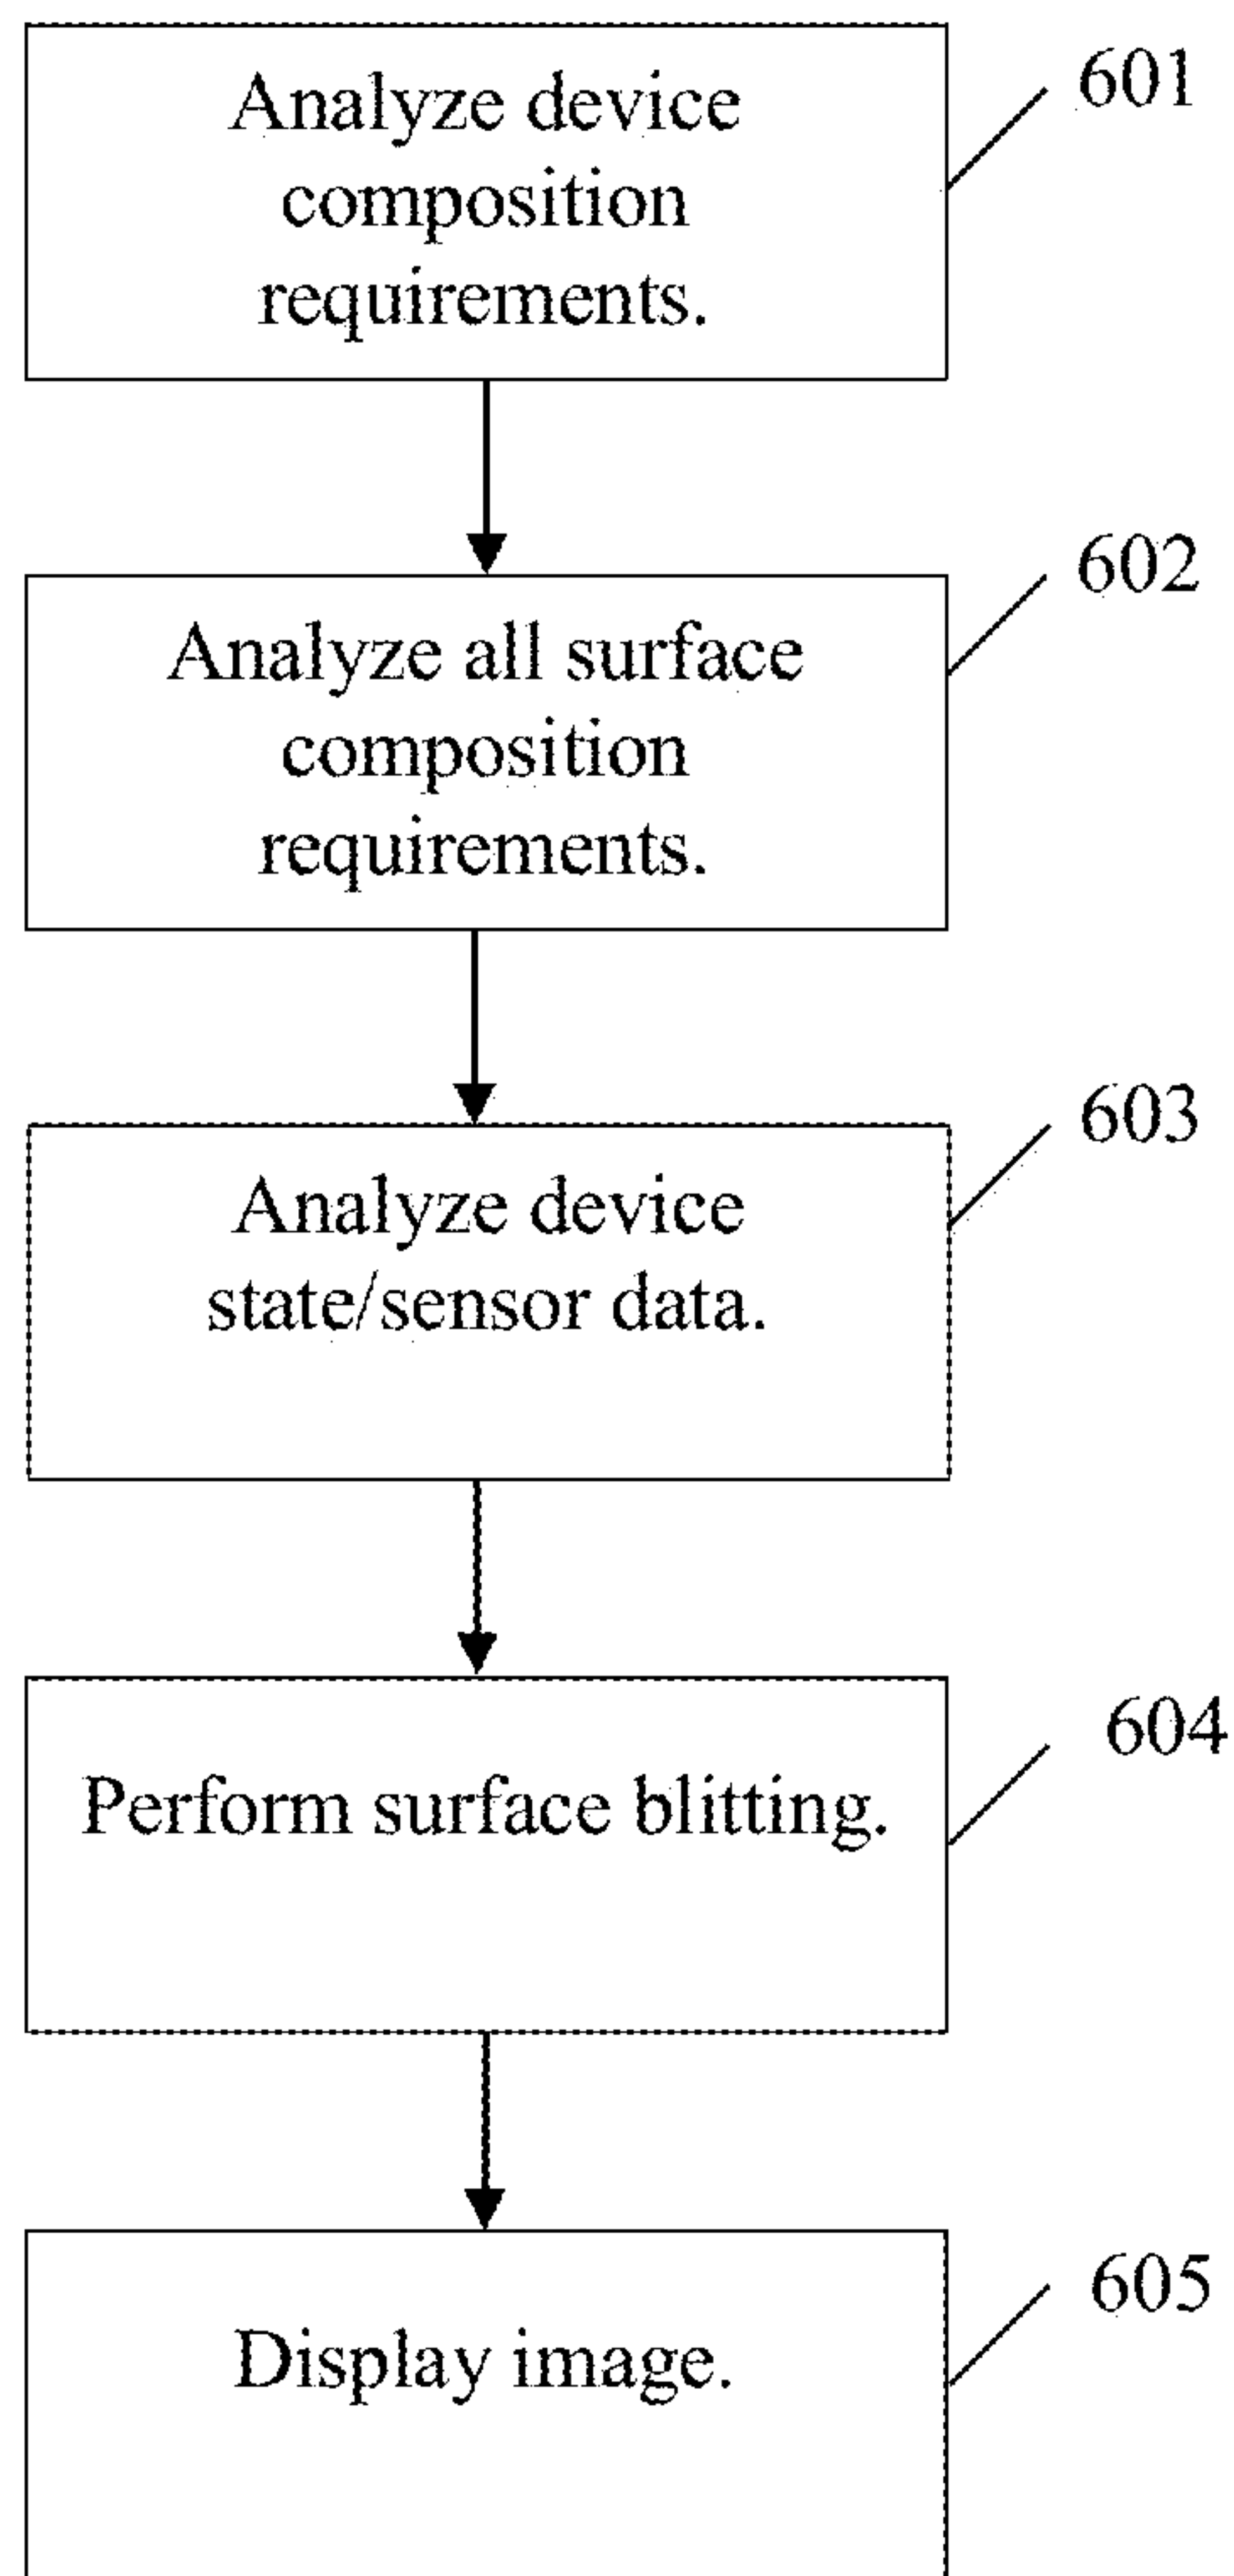 Analyze device
composition
requirements.
601
Analyze all surface
composition
requirements.
602
Analyze device
state/sensor data.
603
Perform surface blitting.
604
Display image.
605